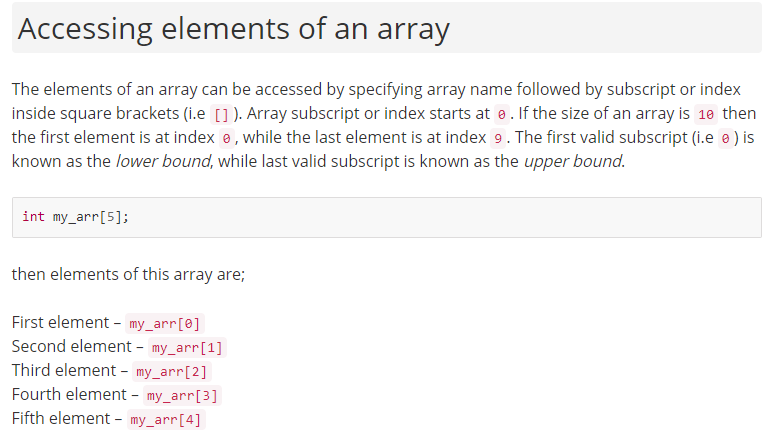 Accessing elements of an array
The elements of an array can be accessed by specifying array name followed by subscript or index
inside square brackets (i.e []). Array subscript or index starts at 0. If the size of an array is 10 then
the first element is at index 0, while the last element is at index 9. The first valid subscript (i.e 0) is
known as the lower bound, while last valid subscript is known as the upper bound.
int my_arr[5];
then elements of this array are;
First element – my_arr[0]
Second element – my_arr[1]
Third element – my_arr[2]
Fourth element – my_arr[3]
Fifth element – my_arr[4]